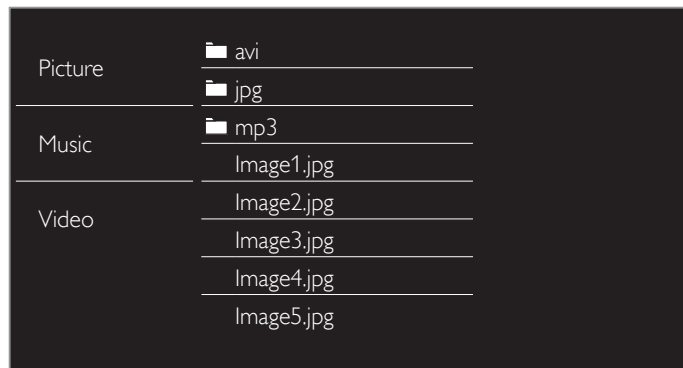 Picture
Music
Video
avi
jpg
mp3
Image1.jpg
Image2.jpg
Image3.jpg
Image4.jpg
Image5.jpg